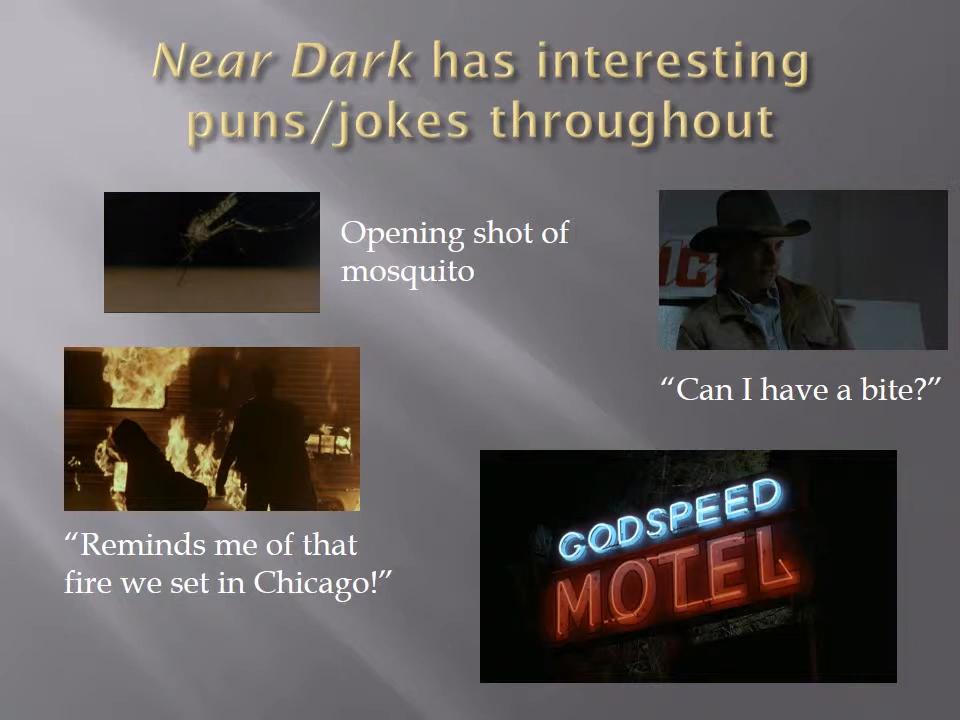 Near Dark has interesting
puns/jokes throughout
Opening shot of
mosquito
“Can I have a bite?”
“Reminds me of that
fire we set in Chicago!”
GODSPEED
MOTEL